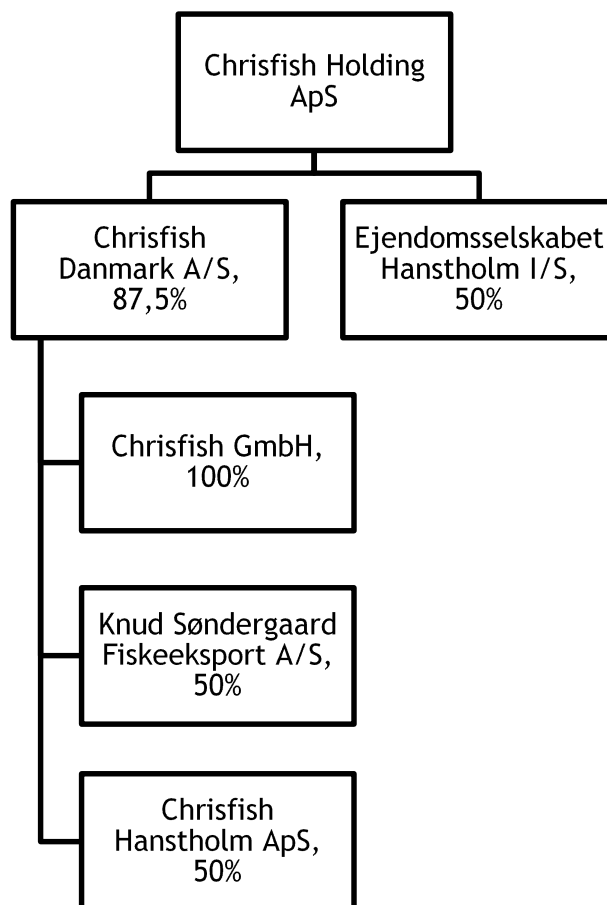 Chrisfish Holding
ApS
Chrisfish
Danmark A/S,
87,5%
Ejendomsselskabet
Hanstholm I/S,
50%
Chrisfish GmbH,
100%
Knud Søndergaard
Fiskeeksport A/S,
50%
Chrisfish
Hanstholm ApS,
50%